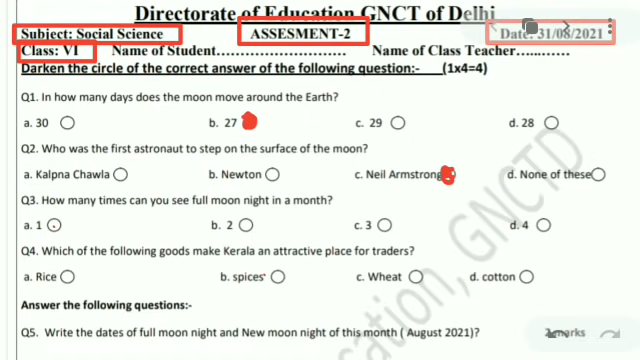 Directorate of Education GNCT of Delhi
Subject: Social Science ASSESMENT-2 Date: 31/08/2021
Class: VI Name of Student........................... Name of Class Teacher............
Darken the circle of the correct answer of the following question:- (1x4=4)
Q1. In how many days does the moon move around the Earth?
a. 30 b. 27 c. 29 d. 28
Q2. Who was the first astronaut to step on the surface of the moon?
a. Kalpna Chawla b. Newton c. Neil Armstrong d. None of these
Q3. How many times can you see full moon night in a month?
a. 1 b. 2 c. 3 d. 4
Q4. Which of the following goods make Kerala an attractive place for traders?
a. Rice b. spices c. Wheat d. cotton
Answer the following questions:-
Q5. Write the dates of full moon night and New moon night of this month ( August 2021)? 2marks
ation, GNCTD